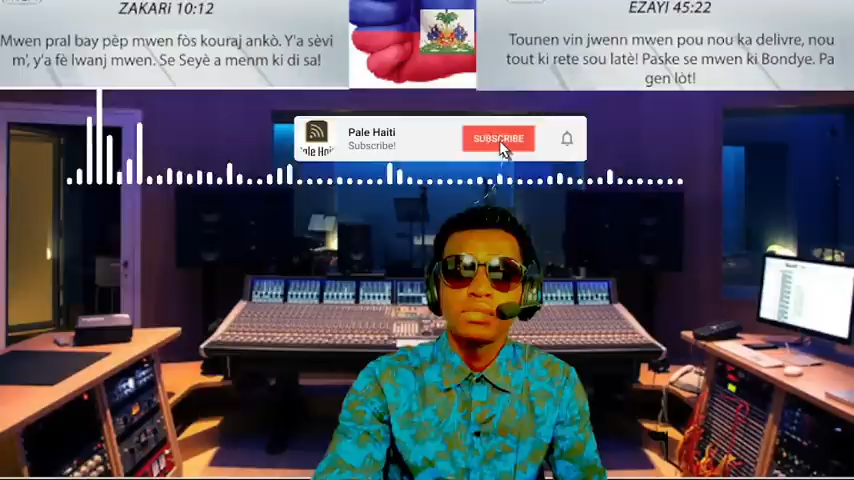 ZAKARI 10:12
Mwen pral bay pèp mwen fòs kouraj ankò. Y'a sèvi
m', y'a fè lwanj mwen. Se Seyè a menm ki di sa!
EZAYI 45:22
Tounen vin jwenn mwen pou nou ka delivre, nou
tout ki rete sou latè! Paske se mwen ki Bondye. Pa
gen lòt!
Pale Haiti
Subscribe!
SUBSCRIBE